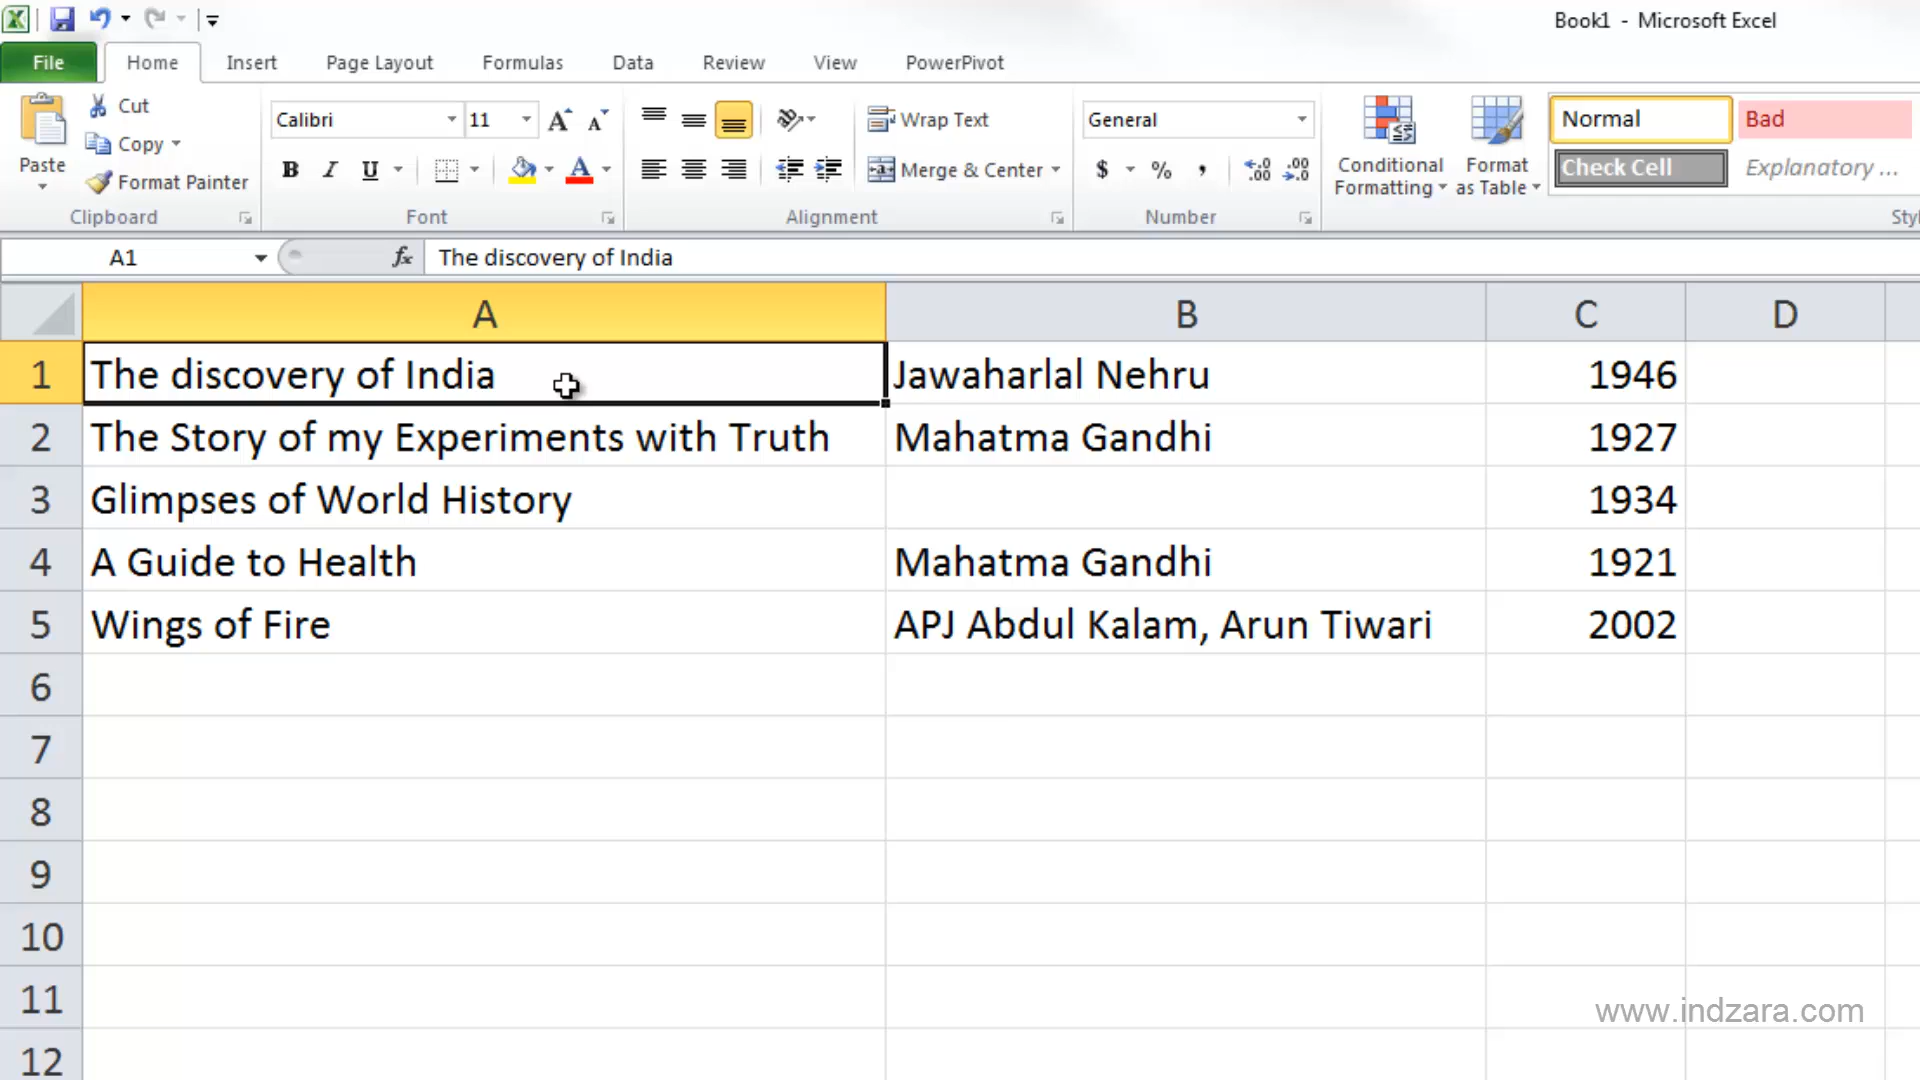 Book1 - Microsoft Excel
File Home Insert Page Layout Formulas Data Review View PowerPivot
Paste
Cut
Copy
Format Painter
Clipboard
Calibri 11
B I U
Font
Wrap Text
Merge & Center
Alignment
General
$ % ,
Number
Conditional Formatting
Format as Table
Normal Bad
Check Cell Explanatory ...
A1 fx The discovery of India
A B C D
1 The discovery of India Jawaharlal Nehru 1946
2 The Story of my Experiments with Truth Mahatma Gandhi 1927
3 Glimpses of World History 1934
4 A Guide to Health Mahatma Gandhi 1921
5 Wings of Fire APJ Abdul Kalam, Arun Tiwari 2002
6
7
8
9
10
11
12
www.indzara.com